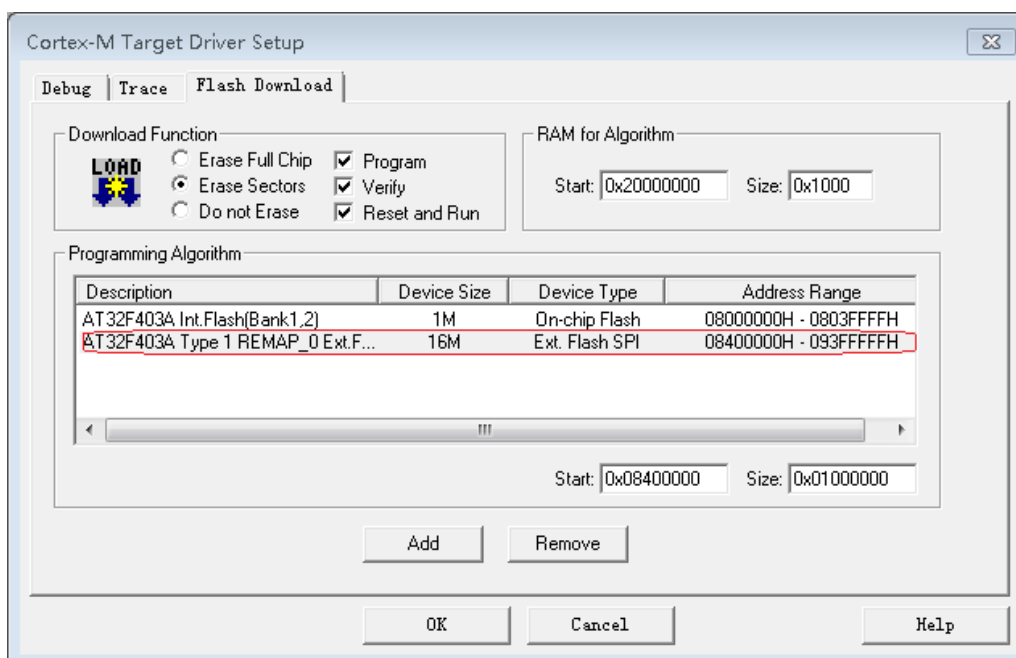 Cortex-M Target Driver Setup
Debug Trace Flash Download
Download Function
LOAD
Erase Full Chip
Erase Sectors
Do not Erase
Program
Verify
Reset and Run
RAM for Algorithm
Start: 0x20000000 Size: 0x1000
Programming Algorithm
Description Device Size Device Type Address Range
AT32F403A Int.Flash(Bank1,2) 1M On-chip Flash 08000000H - 0803FFFFH
AT32F403A Type 1 REMAP_0 Ext.F... 16M Ext. Flash SPI 08400000H - 093FFFFFH
Start: 0x08400000 Size: 0x01000000
Add Remove
OK Cancel Help